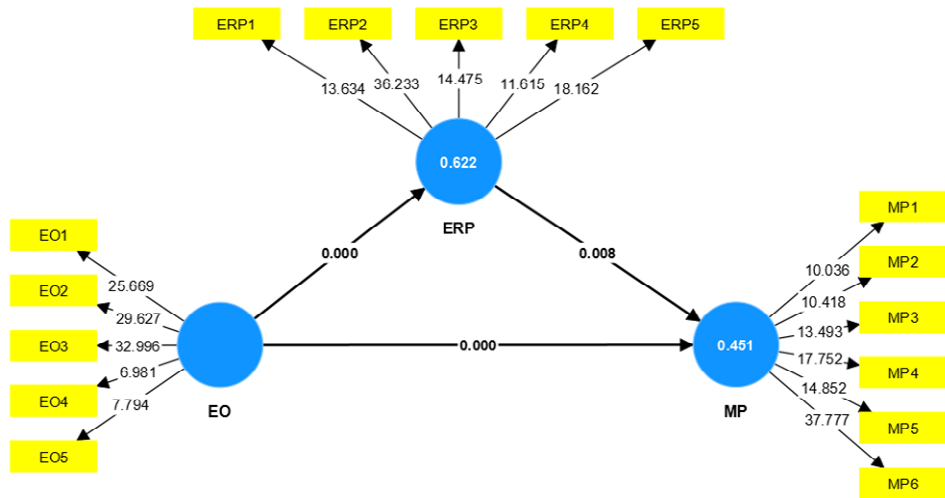 ERP1 ERP2 ERP3 ERP4 ERP5
13.634 36.233 14.475 11.615 18.162
0.622
ERP
MP1
EO1
0.000
0.008
MP2
10.036
25.669
EO2
10.418
29.627
MP3
13.493
EO3
32.996
0.000
0.451
17.752
MP4
6.981
14.852
EO4
7.794
EO
MP
37.777
MP5
EO5
MP6